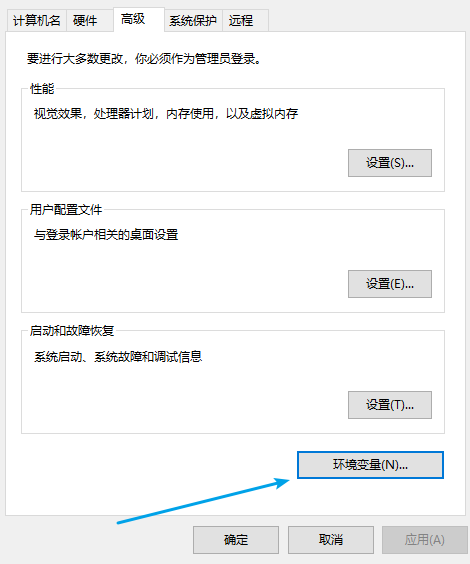 计算机名 硬件 高级 系统保护 远程
要进行大多数更改，你必须作为管理员登录。
性能
视觉效果，处理器计划，内存使用，以及虚拟内存
设置(S)...
用户配置文件
与登录帐户相关的桌面设置
设置(E)...
启动和故障恢复
系统启动、系统故障和调试信息
设置(T)...
环境变量(N)...
确定 取消 应用(A)